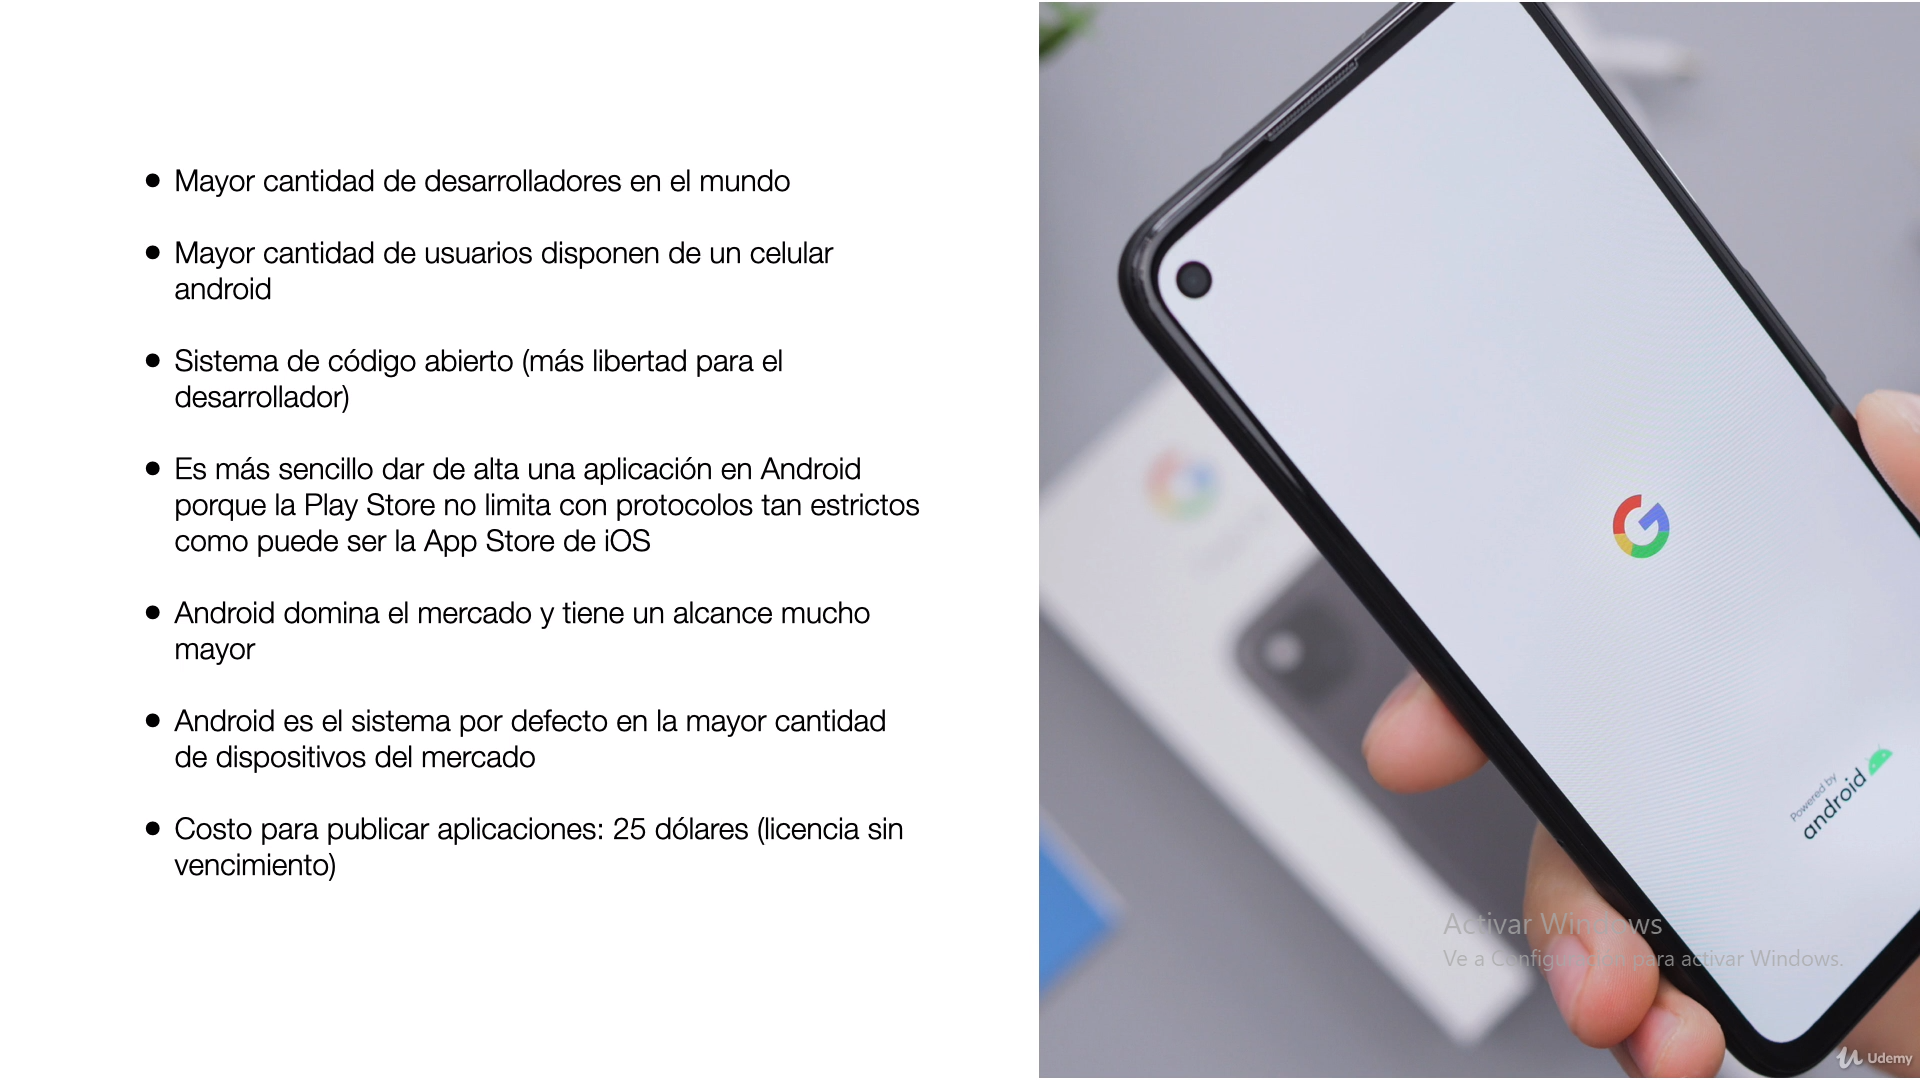 • Mayor cantidad de desarrolladores en el mundo
• Mayor cantidad de usuarios disponen de un celular
android
• Sistema de código abierto (más libertad para el
desarrollador)
• Es más sencillo dar de alta una aplicación en Android
porque la Play Store no limita con protocolos tan estrictos
como puede ser la App Store de iOS
• Android domina el mercado y tiene un alcance mucho
mayor
• Android es el sistema por defecto en la mayor cantidad
de dispositivos del mercado
• Costo para publicar aplicaciones: 25 dólares (licencia sin
vencimiento)
G
Powered by
android
Activar Windows
Ve a Configuración para activar Windows.
Udemy